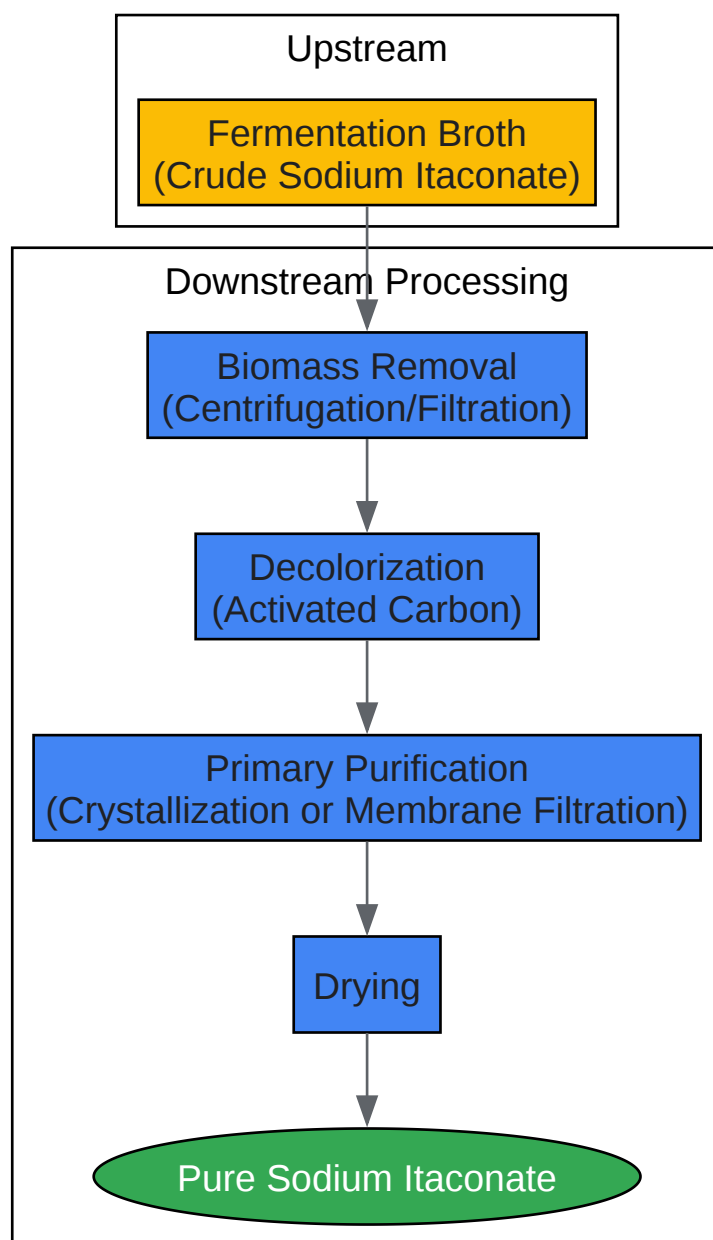 Upstream
Fermentation Broth
(Crude Sodium Itaconate)
Downstream Processing
Biomass Removal
(Centrifugation/Filtration)
Decolorization
(Activated Carbon)
Primary Purification
(Crystallization or Membrane Filtration)
Drying
Pure Sodium Itaconate